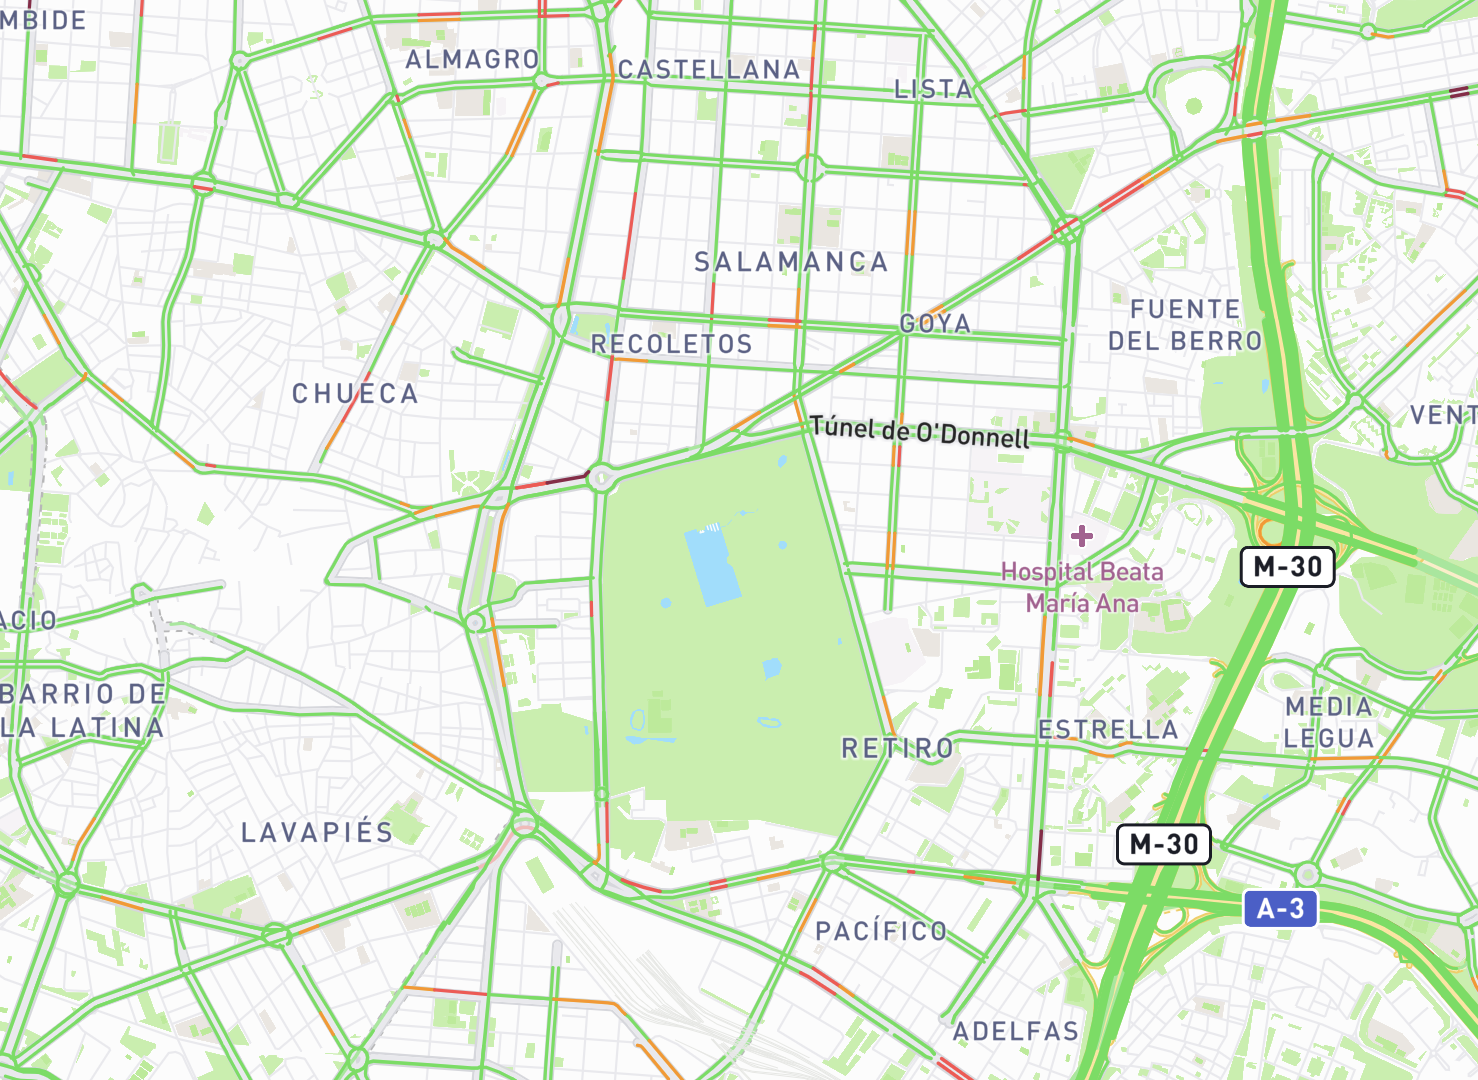 MBIDE
ALMAGRO
CASTELLANA
LISTA
SALAMANCA
FUENTE
DEL BERRO
GOYA
RECOLETOS
CHUECA
VENT
Túnel de O'Donnell
M-30
Hospital Beata
María Ana
ACIO
BARRIO DE
LA LATINA
MEDIA
LEGUA
ESTRELLA
RETIRO
LAVAPIÉS
M-30
A-3
PACÍFICO
ADELFAS